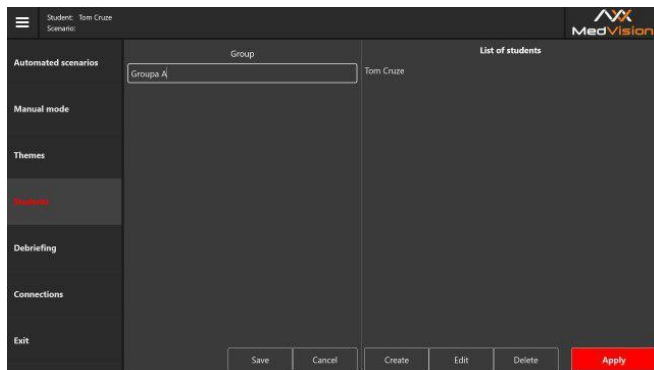 Student: Tom Cruze
Scenario:
MedVision
Automated scenarios
Manual mode
Themes
Students
Debriefing
Connections
Exit
Group
Groupa A
Save
Cancel
List of students
Tom Cruze
Create
Edit
Delete
Apply